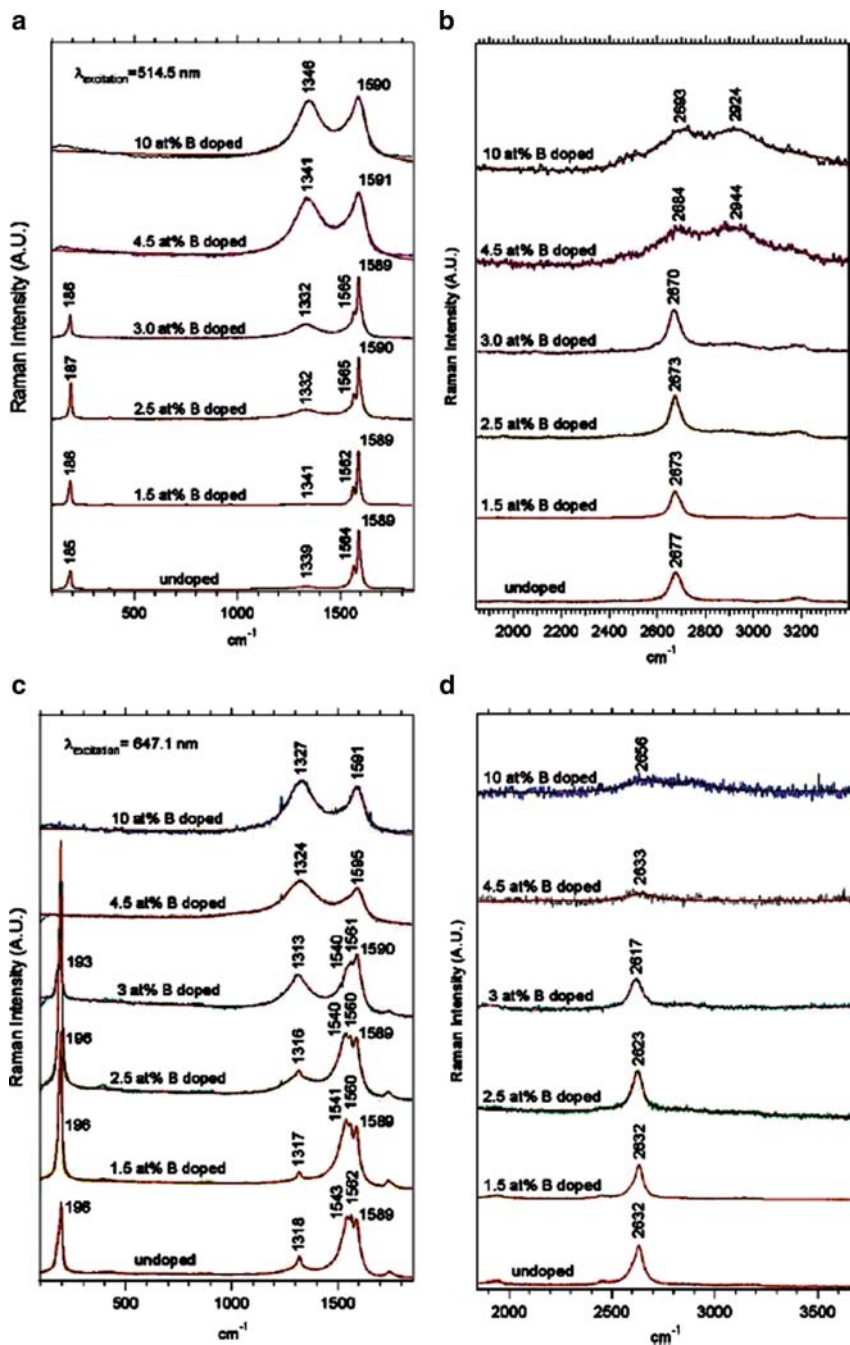 a
λexcitation=514.5 nm
1346
1590
10 at% B doped
1341
1591
4.5 at% B doped
186
1332
1565
1589
3.0 at% B doped
187
1332
1565
1590
2.5 at% B doped
186
1341
1562
1589
1.5 at% B doped
185
1339
1564
1589
undoped
Raman Intensity (A.U.)
500
1000
1500
cm-1
b
2693
2924
10 at% B doped
2684
2944
4.5 at% B doped
2670
3.0 at% B doped
2673
2.5 at% B doped
2673
1.5 at% B doped
2677
undoped
Raman Intensity (A.U.)
2000
2200
2400
2600
2800
3000
3200
cm-1
c
λexcitation= 647.1 nm
1327
1591
10 at% B doped
1324
1595
4.5 at% B doped
193
1313
1540
1561
1590
3 at% B doped
196
1316
1540
1560
1589
2.5 at% B doped
196
1317
1541
1560
1589
1.5 at% B doped
196
1318
1543
1562
1589
undoped
Raman Intensity (A.U.)
500
1000
1500
cm-1
d
2656
10 at% B doped
2633
4.5 at% B doped
2617
3 at% B doped
2623
2.5 at% B doped
2632
1.5 at% B doped
2632
undoped
Raman Intensity (A.U.)
2000
2500
3000
3500
cm-1